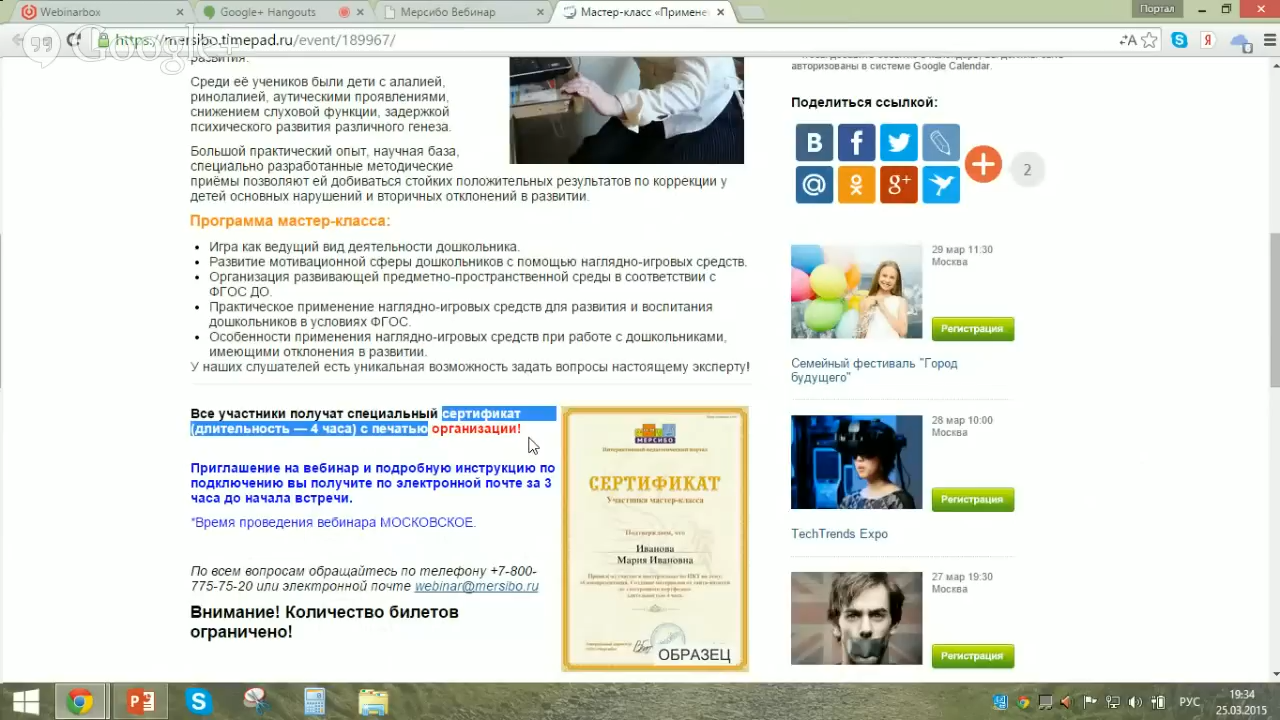 Webinarbox
Google+ Hangouts
Мерсибо Вебинар
Мастер-класс «Примене
Портал
https://mersibo.timepad.ru/event/189967/
Google+
развития.
Среди её учеников были дети с алалией,
ринолалией, аутическими проявлениями,
снижением слуховой функции, задержкой
психического развития различного генеза.
Большой практический опыт, научная база,
специально разработанные методические
приёмы позволяют ей добиваться стойких положительных результатов по коррекции у
детей основных нарушений и вторичных отклонений в развитии.
Программа мастер-класса:
Игра как ведущий вид деятельности дошкольника.
Развитие мотивационной сферы дошкольников с помощью наглядно-игровых средств.
Организация развивающей предметно-пространственной среды в соответствии с
ФГОС ДО.
Практическое применение наглядно-игровых средств для развития и воспитания
дошкольников в условиях ФГОС.
Особенности применения наглядно-игровых средств при работе с дошкольниками,
имеющими отклонения в развитии.
У наших слушателей есть уникальная возможность задать вопросы настоящему эксперту!
Все участники получат специальный сертификат
(длительность — 4 часа) с печатью организации!
Приглашение на вебинар и подробную инструкцию по
подключению вы получите по электронной почте за 3
часа до начала встречи.
*Время проведения вебинара МОСКОВСКОЕ.
По всем вопросам обращайтесь по телефону +7-800-
775-75-20 или электронной почте webinar@mersibo.ru
Внимание! Количество билетов
ограничено!
МЕРСИБО
Интерактивный педагогический портал
СЕРТИФИКАТ
Участника мастер-класса
Подтверждаем, что
Иванова
Мария Ивановна
ОБРАЗЕЦ
авторизованы в системе Google Calendar.
Поделиться ссылкой:
2
29 мар 11:30
Москва
Регистрация
Семейный фестиваль "Город
будущего"
28 мар 10:00
Москва
Регистрация
TechTrends Expo
27 мар 19:30
Москва
Регистрация
РУС
19:34
25.03.2015